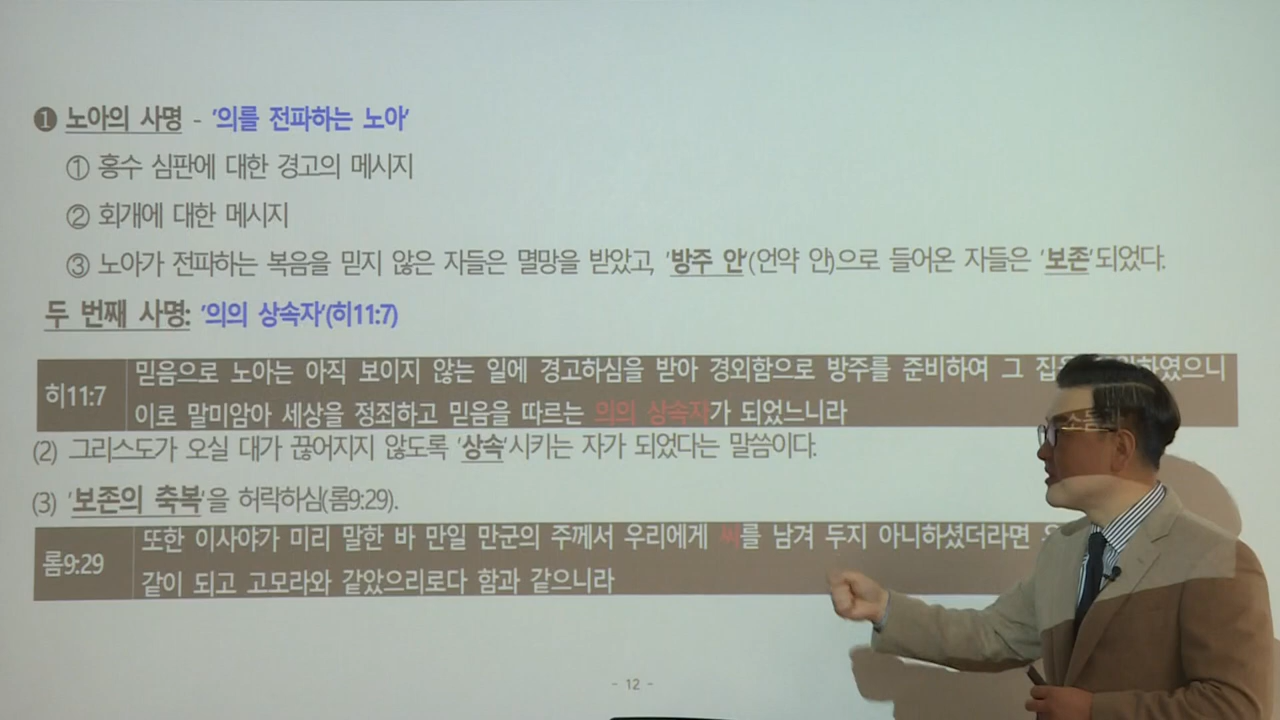 ❶ 노아의 사명 - '의를 전파하는 노아'
① 홍수 심판에 대한 경고의 메시지
② 회개에 대한 메시지
③ 노아가 전파하는 복음을 믿지 않은 자들은 멸망을 받았고, '방주 안'(언약 안)으로 들어온 자들은 '보존'되었다.
두 번째 사명: '의의 상속자'(히11:7)
히11:7
믿음으로 노아는 아직 보이지 않는 일에 경고하심을 받아 경외함으로 방주를 준비하여 그
이로 말미암아 세상을 정죄하고 믿음을 따르는 의의 상속자가 되었느니라
(2) 그리스도가 오실 대가 끊어지지 않도록 '상속'시키는 자가 되었다는 말씀이다.
(3) '보존의 축복'을 허락하심(롬9:29).
롬9:29
또한 이사야가 미리 말한 바 만일 만군의 주께서 우리에게 씨를 남겨 두지 아니하셨더라면
같이 되고 고모라와 같았으리로다 함과 같으니라
- 12 -